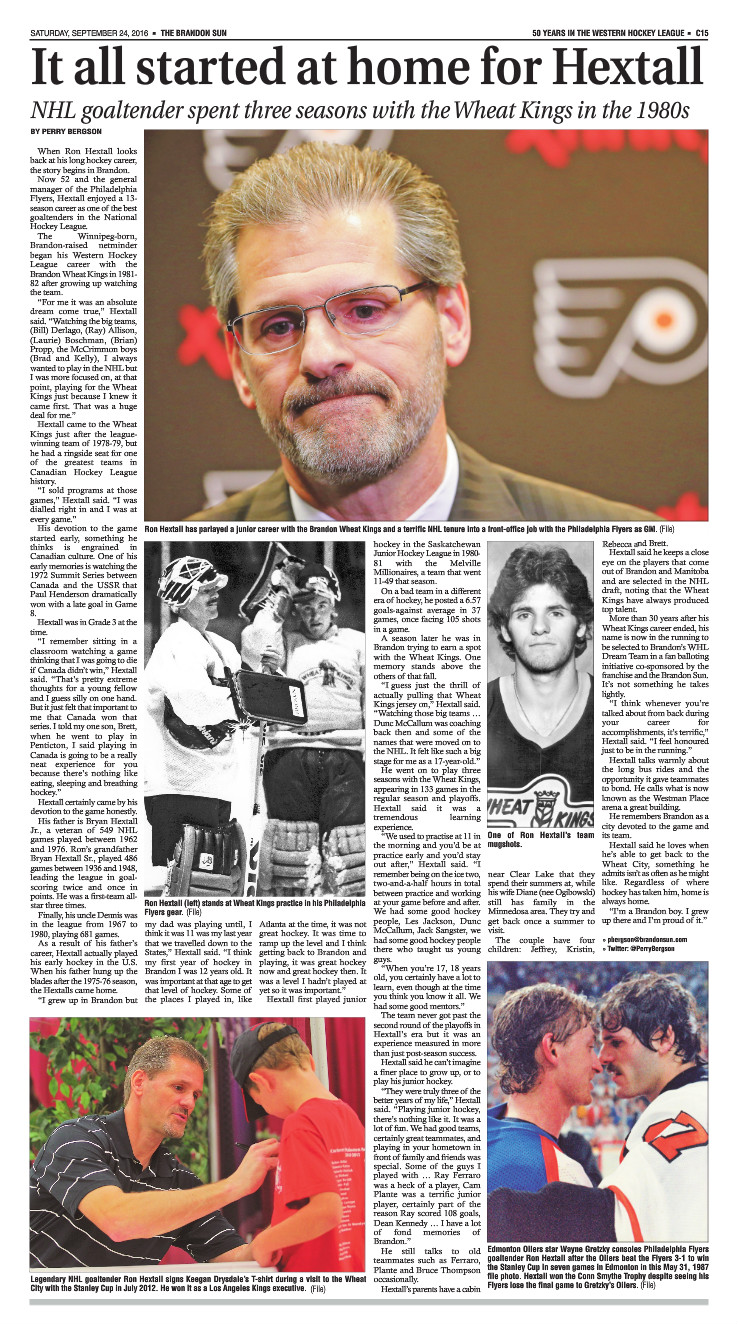 SATURDAY, SEPTEMBER 24, 2016 ▪ THE BRANDON SUN
50 YEARS IN THE WESTERN HOCKEY LEAGUE ▪ C15
It all started at home for Hextall
NHL goaltender spent three seasons with the Wheat Kings in the 1980s
BY PERRY BERGSON
When Ron Hextall looks
back at his long hockey career,
the story begins in Brandon.
Now 52 and the general
manager of the Philadelphia
Flyers, Hextall enjoyed a 13-
season career as one of the best
goaltenders in the National
Hockey League.
The Winnipeg-born,
Brandon-raised netminder
began his Western Hockey
League career with the
Brandon Wheat Kings in 1981-
82 after growing up watching
the team.
“For me it was an absolute
dream come true,” Hextall
said. “Watching the big teams,
(Bill) Derlago, (Ray) Allison,
(Laurie) Boschman, (Brian)
Propp, the McCrimmon boys
(Brad and Kelly), I always
wanted to play in the NHL but
I was more focused on, at that
point, playing for the Wheat
Kings just because I knew it
came first. That was a huge
deal for me.”
Hextall came to the Wheat
Kings just after the league-
winning team of 1978-79, but
he had a ringside seat for one
of the greatest teams in
Canadian Hockey League
history.
“I sold programs at those
games,” Hextall said. “I was
dialled right in and I was at
every game.”
His devotion to the game
started early, something he
thinks is engrained in
Canadian culture. One of his
early memories is watching the
1972 Summit Series between
Canada and the USSR that
Paul Henderson dramatically
won with a late goal in Game
8.
Hextall was in Grade 3 at the
time.
“I remember sitting in a
classroom watching a game
thinking that I was going to die
if Canada didn’t win,” Hextall
said. “That’s pretty extreme
thoughts for a young fellow
and I guess silly on one hand.
But it just felt that important to
me that Canada won that
series. I told my one son, Brett,
when he went to play in
Penticton, I said playing in
Canada is going to be a really
neat experience for you
because there’s nothing like
eating, sleeping and breathing
hockey.”
Hextall certainly came by his
devotion to the game honestly.
His father is Bryan Hextall
Jr., a veteran of 549 NHL
games played between 1962
and 1976. Ron’s grandfather
Bryan Hextall Sr., played 486
games between 1936 and 1948,
leading the league in goal-
scoring twice and once in
points. He was a first-team all-
star three times.
Finally, his uncle Dennis was
in the league from 1967 to
1980, playing 681 games.
As a result of his father’s
career, Hextall actually played
his early hockey in the U.S.
When his father hung up the
blades after the 1975-76 season,
the Hextalls came home.
“I grew up in Brandon but
Ron Hextall has parlayed a junior career with the Brandon Wheat Kings and a terrific NHL tenure into a front-office job with the Philadelphia Flyers as GM. (File)
Ron Hextall (left) stands at Wheat Kings practice in his Philadelphia
Flyers gear. (File)
my dad was playing until, I
think it was 11 was my last year
that we travelled down to the
States,” Hextall said. “I think
my first year of hockey in
Brandon I was 12 years old. It
was important at that age to get
that level of hockey. Some of
the places I played in, like
Atlanta at the time, it was not
great hockey. It was time to
ramp up the level and I think
getting back to Brandon and
playing, it was great hockey
now and great hockey then. It
was a level I hadn’t played at
yet so it was important.”
Hextall first played junior
hockey in the Saskatchewan
Junior Hockey League in 1980-
81 with the Melville
Millionaires, a team that went
11-49 that season.
On a bad team in a different
era of hockey, he posted a 6.57
goals-against average in 37
games, once facing 105 shots
in a game.
A season later he was in
Brandon trying to earn a spot
with the Wheat Kings. One
memory stands above the
others of that fall.
“I guess just the thrill of
actually pulling that Wheat
Kings jersey on,” Hextall said.
“Watching those big teams ...
Dunc McCallum was coaching
back then and some of the
names that were moved on to
the NHL. It felt like such a big
stage for me as a 17-year-old.”
He went on to play three
seasons with the Wheat Kings,
appearing in 133 games in the
regular season and playoffs.
Hextall said it was a
tremendous learning
experience.
“We used to practise at 11 in
the morning and you’d be at
practice early and you’d stay
out after,” Hextall said. “I
remember being on the ice two,
two-and-a-half hours in total
between practice and working
at your game before and after.
We had some good hockey
people, Les Jackson, Dunc
McCallum, Jack Sangster, we
had some good hockey people
there who taught us young
guys.
“When you’re 17, 18 years
old, you certainly have a lot to
learn, even though at the time
you think you know it all. We
had some good mentors.”
The team never got past the
second round of the playoffs in
Hextall’s era but it was an
experience measured in more
than just post-season success.
Hextall said he can’t imagine
a finer place to grow up, or to
play his junior hockey.
“They were truly three of the
better years of my life,” Hextall
said. “Playing junior hockey,
there’s nothing like it. It was a
lot of fun. We had good teams,
certainly great teammates, and
playing in your hometown in
front of family and friends was
special. Some of the guys I
played with ... Ray Ferraro
was a heck of a player, Cam
Plante was a terrific junior
player, certainly part of the
reason Ray scored 108 goals,
Dean Kennedy ... I have a lot
of fond memories of
Brandon.”
He still talks to old
teammates such as Ferraro,
Plante and Bruce Thompson
occasionally.
Hextall’s parents have a cabin
WHEAT
KINGS
One of Ron Hextall’s team
mugshots.
near Clear Lake that they
spend their summers at, while
his wife Diane (nee Ogibowski)
still has family in the
Minnedosa area. They try and
get back once a summer to
visit.
The couple have four
children: Jeffrey, Kristin,
Rebecca and Brett.
Hextall said he keeps a close
eye on the players that come
out of Brandon and Manitoba
and are selected in the NHL
draft, noting that the Wheat
Kings have always produced
top talent.
More than 30 years after his
Wheat Kings career ended, his
name is now in the running to
be selected to Brandon’s WHL
Dream Team in a fan balloting
initiative co-sponsored by the
franchise and the Brandon Sun.
It’s not something he takes
lightly.
“I think whenever you’re
talked about from back during
your career for
accomplishments, it’s terrific,”
Hextall said. “I feel honoured
just to be in the running.”
Hextall talks warmly about
the long bus rides and the
opportunity it gave teammates
to bond. He calls what is now
known as the Westman Place
arena a great building.
He remembers Brandon as a
city devoted to the game and
its team.
Hextall said he loves when
he’s able to get back to the
Wheat City, something he
admits isn’t as often as he might
like. Regardless of where
hockey has taken him, home is
always home.
“I’m a Brandon boy. I grew
up there and I’m proud of it.”
» pbergson@brandonsun.com
» Twitter: @PerryBergson
Legendary NHL goaltender Ron Hextall signs Keegan Drysdale’s T-shirt during a visit to the Wheat
City with the Stanley Cup in July 2012. He won it as a Los Angeles Kings executive. (File)
Edmonton Oilers star Wayne Gretzky consoles Philadelphia Flyers
goaltender Ron Hextall after the Oilers beat the Flyers 3-1 to win
the Stanley Cup in seven games in Edmonton in this May 31, 1987
file photo. Hextall won the Conn Smythe Trophy despite seeing his
Flyers lose the final game to Gretzky’s Oilers. (File)